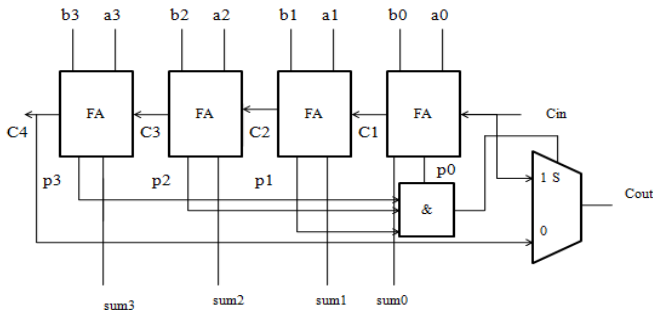 b3 a3 b2 a2 b1 a1 b0 a0
FA FA FA FA
C4 C3 C2 C1 Cin
p3 p2 p1 p0
1 S
Cout
&
0
sum3 sum2 sum1 sum0